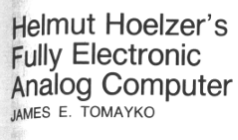 Helmut Hoelzer's
Fully Electronic
Analog Computer
JAMES E. TOMAYKO